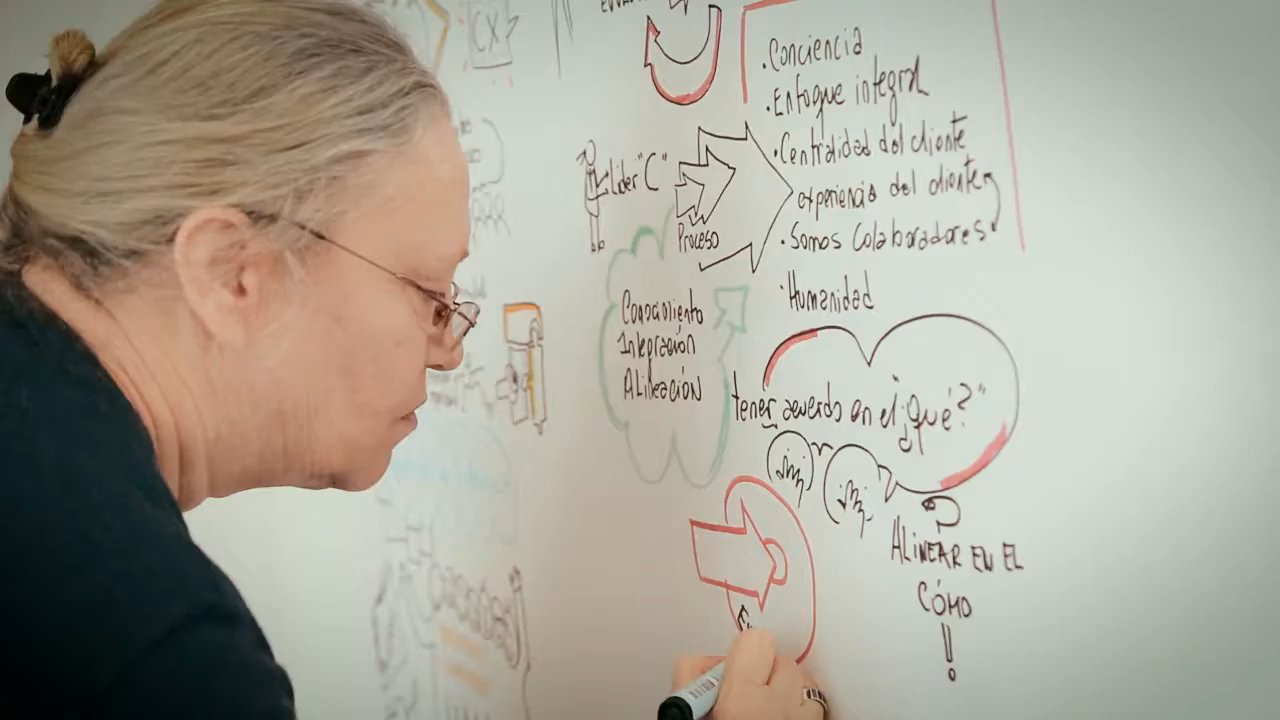 CX
• Conciencia
• Enfoque integral
• Centralidad del cliente
experiencia del cliente
• Somos Colaboradores
• Humanidad
Líder "C"
Proceso
Conocimiento
Integración
Alineación
tener acuerdo en el ¿qué?"
ALINEAR EN EL
CÓMO
!